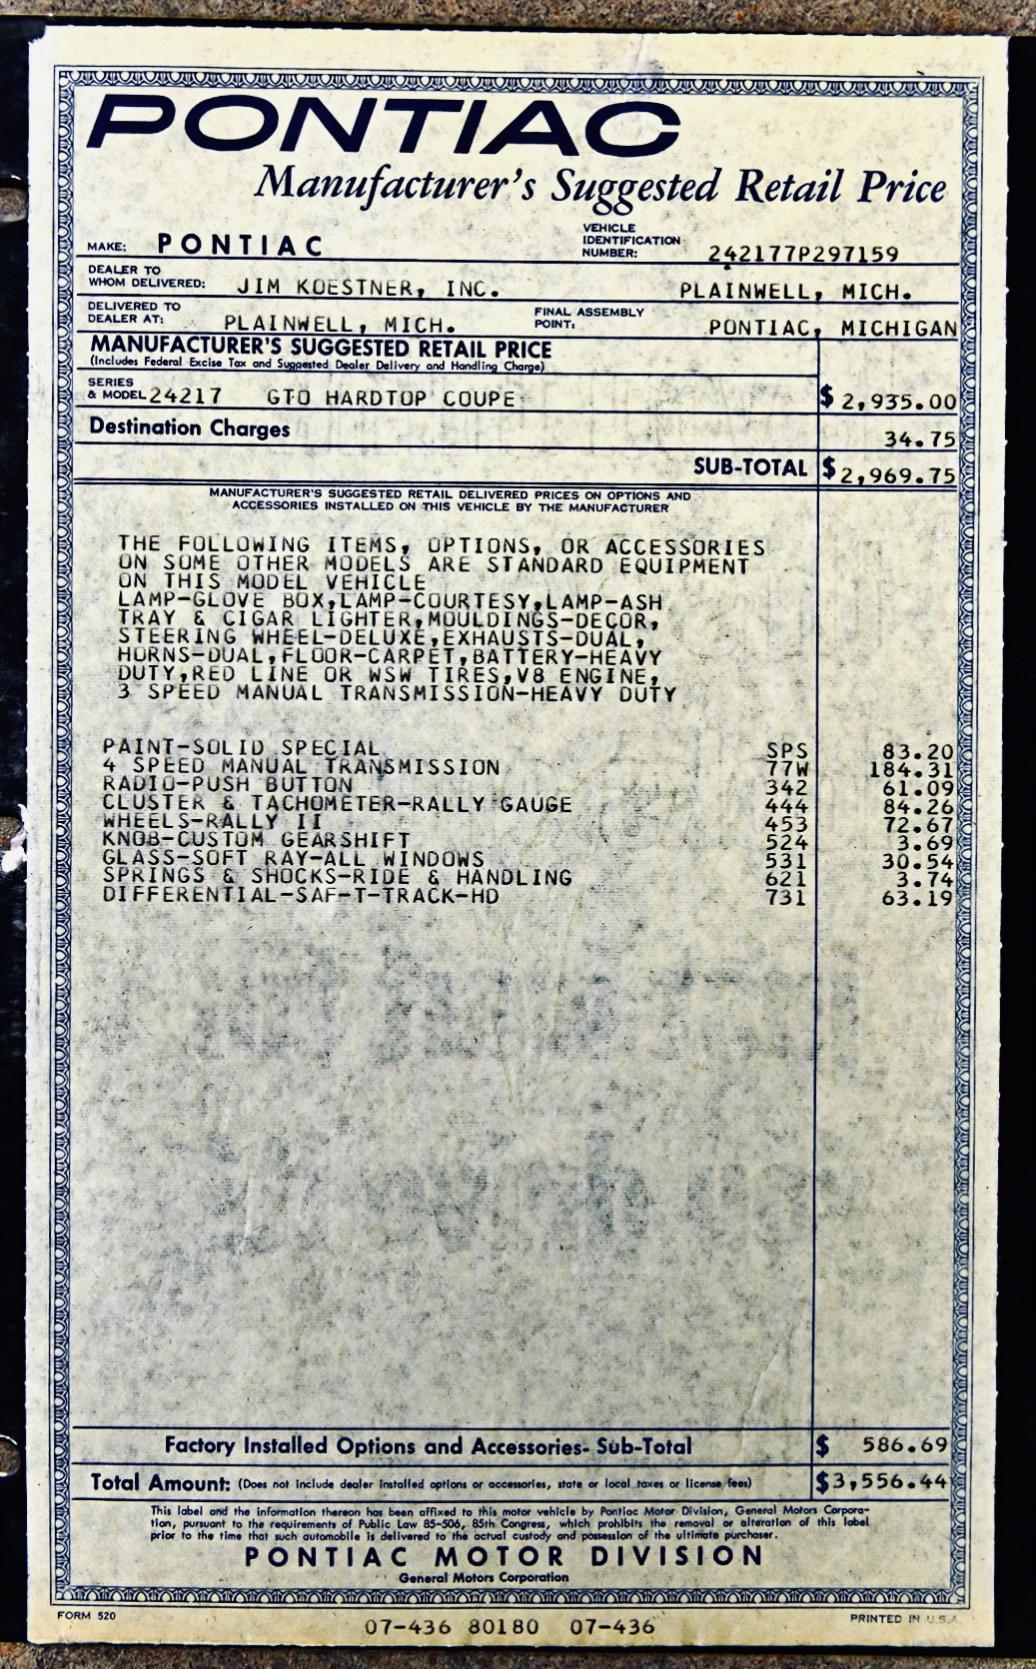 PONTIAC
Manufacturer's Suggested Retail Price
MAKE: PONTIAC VEHICLE IDENTIFICATION NUMBER: 242177P297159
DEALER TO WHOM DELIVERED: JIM KOESTNER, INC. PLAINWELL, MICH.
DELIVERED TO DEALER AT: PLAINWELL, MICH. FINAL ASSEMBLY POINT: PONTIAC, MICHIGAN
MANUFACTURER'S SUGGESTED RETAIL PRICE
(Includes Federal Excise Tax and Suggested Dealer Delivery and Handling Charge)
SERIES & MODEL 24217 GTO HARDTOP COUPE $ 2,935.00
Destination Charges 34.75
SUB-TOTAL $ 2,969.75
MANUFACTURER'S SUGGESTED RETAIL DELIVERED PRICES ON OPTIONS AND
ACCESSORIES INSTALLED ON THIS VEHICLE BY THE MANUFACTURER
THE FOLLOWING ITEMS, OPTIONS, OR ACCESSORIES
ON SOME OTHER MODELS ARE STANDARD EQUIPMENT
ON THIS MODEL VEHICLE
LAMP-GLOVE BOX,LAMP-COURTESY,LAMP-ASH
TRAY & CIGAR LIGHTER,MOULDINGS-DECOR,
STEERING WHEEL-DELUXE,EXHAUSTS-DUAL,
HORNS-DUAL,FLOOR-CARPET,BATTERY-HEAVY
DUTY,RED LINE OR WSW TIRES,V8 ENGINE,
3 SPEED MANUAL TRANSMISSION-HEAVY DUTY
PAINT-SOLID SPECIAL SPS 83.20
4 SPEED MANUAL TRANSMISSION 77W 184.31
RADIO-PUSH BUTTON 342 61.09
CLUSTER & TACHOMETER-RALLY GAUGE 444 84.26
WHEELS-RALLY II 453 72.67
KNOB-CUSTOM GEARSHIFT 524 3.69
GLASS-SOFT RAY-ALL WINDOWS 531 30.54
SPRINGS & SHOCKS-RIDE & HANDLING 621 3.74
DIFFERENTIAL-SAF-T-TRACK-HD 731 63.19
Factory Installed Options and Accessories- Sub-Total $ 586.69
Total Amount: (Does not include dealer installed options or accessories, state or local taxes or license fees) $3,556.44
This label and the information thereon has been affixed to this motor vehicle by Pontiac Motor Division, General Motors Corpora-
tion, pursuant to the requirements of Public Law 85-506, 85th Congress, which prohibits the removal or alteration of this label
prior to the time that such automobile is delivered to the actual custody and possession of the ultimate purchaser.
PONTIAC MOTOR DIVISION
General Motors Corporation
FORM 520 PRINTED IN U.S.A.
07-436 80180 07-436